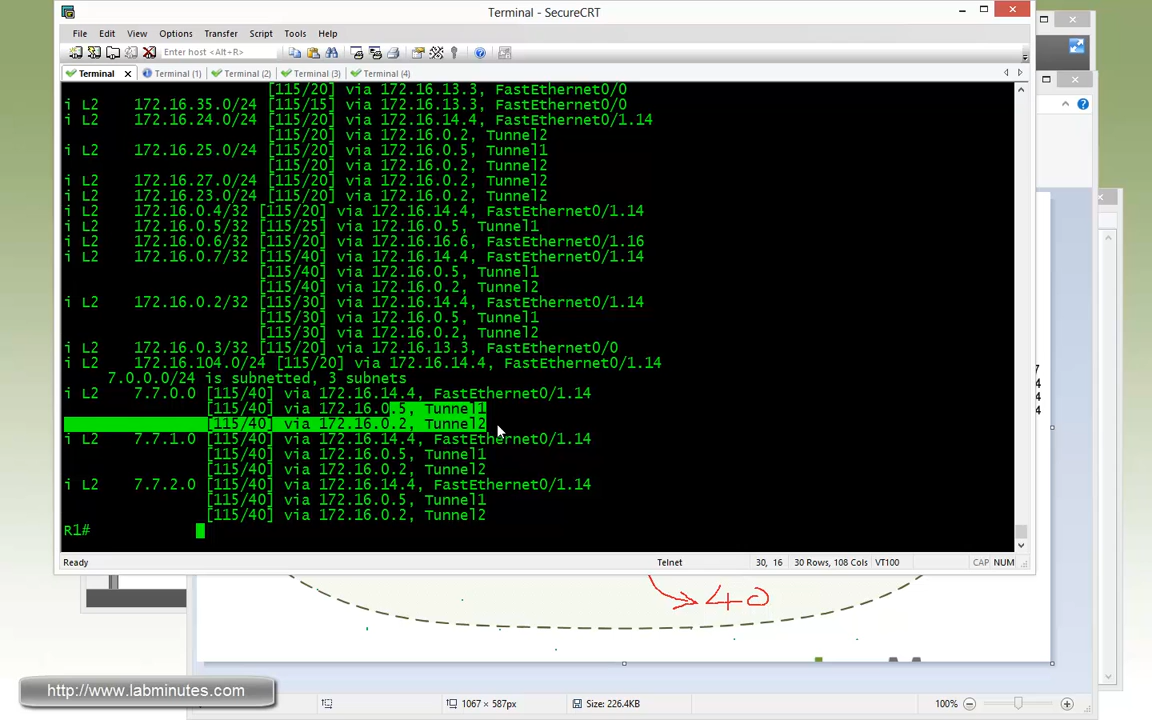 Terminal - SecureCRT
File Edit View Options Transfer Script Tools Help
Enter host <Alt+R>
Terminal Terminal (1) Terminal (2) Terminal (3) Terminal (4)
[115/20] via 172.16.13.3, FastEthernet0/0
i L2 172.16.35.0/24 [115/15] via 172.16.13.3, FastEthernet0/0
i L2 172.16.24.0/24 [115/20] via 172.16.14.4, FastEthernet0/1.14
[115/20] via 172.16.0.2, Tunnel2
i L2 172.16.25.0/24 [115/20] via 172.16.0.5, Tunnel1
[115/20] via 172.16.0.2, Tunnel2
i L2 172.16.27.0/24 [115/20] via 172.16.0.2, Tunnel2
i L2 172.16.23.0/24 [115/20] via 172.16.0.2, Tunnel2
i L2 172.16.0.4/32 [115/20] via 172.16.14.4, FastEthernet0/1.14
i L2 172.16.0.5/32 [115/25] via 172.16.0.5, Tunnel1
i L2 172.16.0.6/32 [115/20] via 172.16.16.6, FastEthernet0/1.16
i L2 172.16.0.7/32 [115/40] via 172.16.14.4, FastEthernet0/1.14
[115/40] via 172.16.0.5, Tunnel1
[115/40] via 172.16.0.2, Tunnel2
i L2 172.16.0.2/32 [115/30] via 172.16.14.4, FastEthernet0/1.14
[115/30] via 172.16.0.5, Tunnel1
[115/30] via 172.16.0.2, Tunnel2
i L2 172.16.0.3/32 [115/20] via 172.16.13.3, FastEthernet0/0
i L2 172.16.104.0/24 [115/20] via 172.16.14.4, FastEthernet0/1.14
7.0.0.0/24 is subnetted, 3 subnets
i L2 7.7.0.0 [115/40] via 172.16.14.4, FastEthernet0/1.14
[115/40] via 172.16.0.5, Tunnel1
[115/40] via 172.16.0.2, Tunnel2
i L2 7.7.1.0 [115/40] via 172.16.14.4, FastEthernet0/1.14
[115/40] via 172.16.0.5, Tunnel1
[115/40] via 172.16.0.2, Tunnel2
i L2 7.7.2.0 [115/40] via 172.16.14.4, FastEthernet0/1.14
[115/40] via 172.16.0.5, Tunnel1
[115/40] via 172.16.0.2, Tunnel2
R1#
Ready Telnet 30, 16 30 Rows, 108 Cols VT100 CAP NUM
7
4
4
4
40
http://www.labminutes.com
1067 × 587px Size: 226.4KB 100%